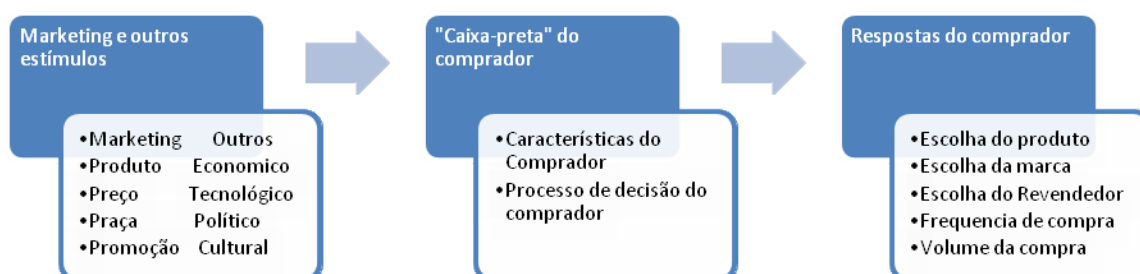 Marketing e outros
estímulos
•Marketing Outros
•Produto Economico
•Preço Tecnológico
•Praça Político
•Promoção Cultural
"Caixa-preta" do
comprador
•Características do
Comprador
•Processo de decisão do
comprador
Respostas do comprador
•Escolha do produto
•Escolha da marca
•Escolha do Revendedor
•Frequencia de compra
•Volume da compra